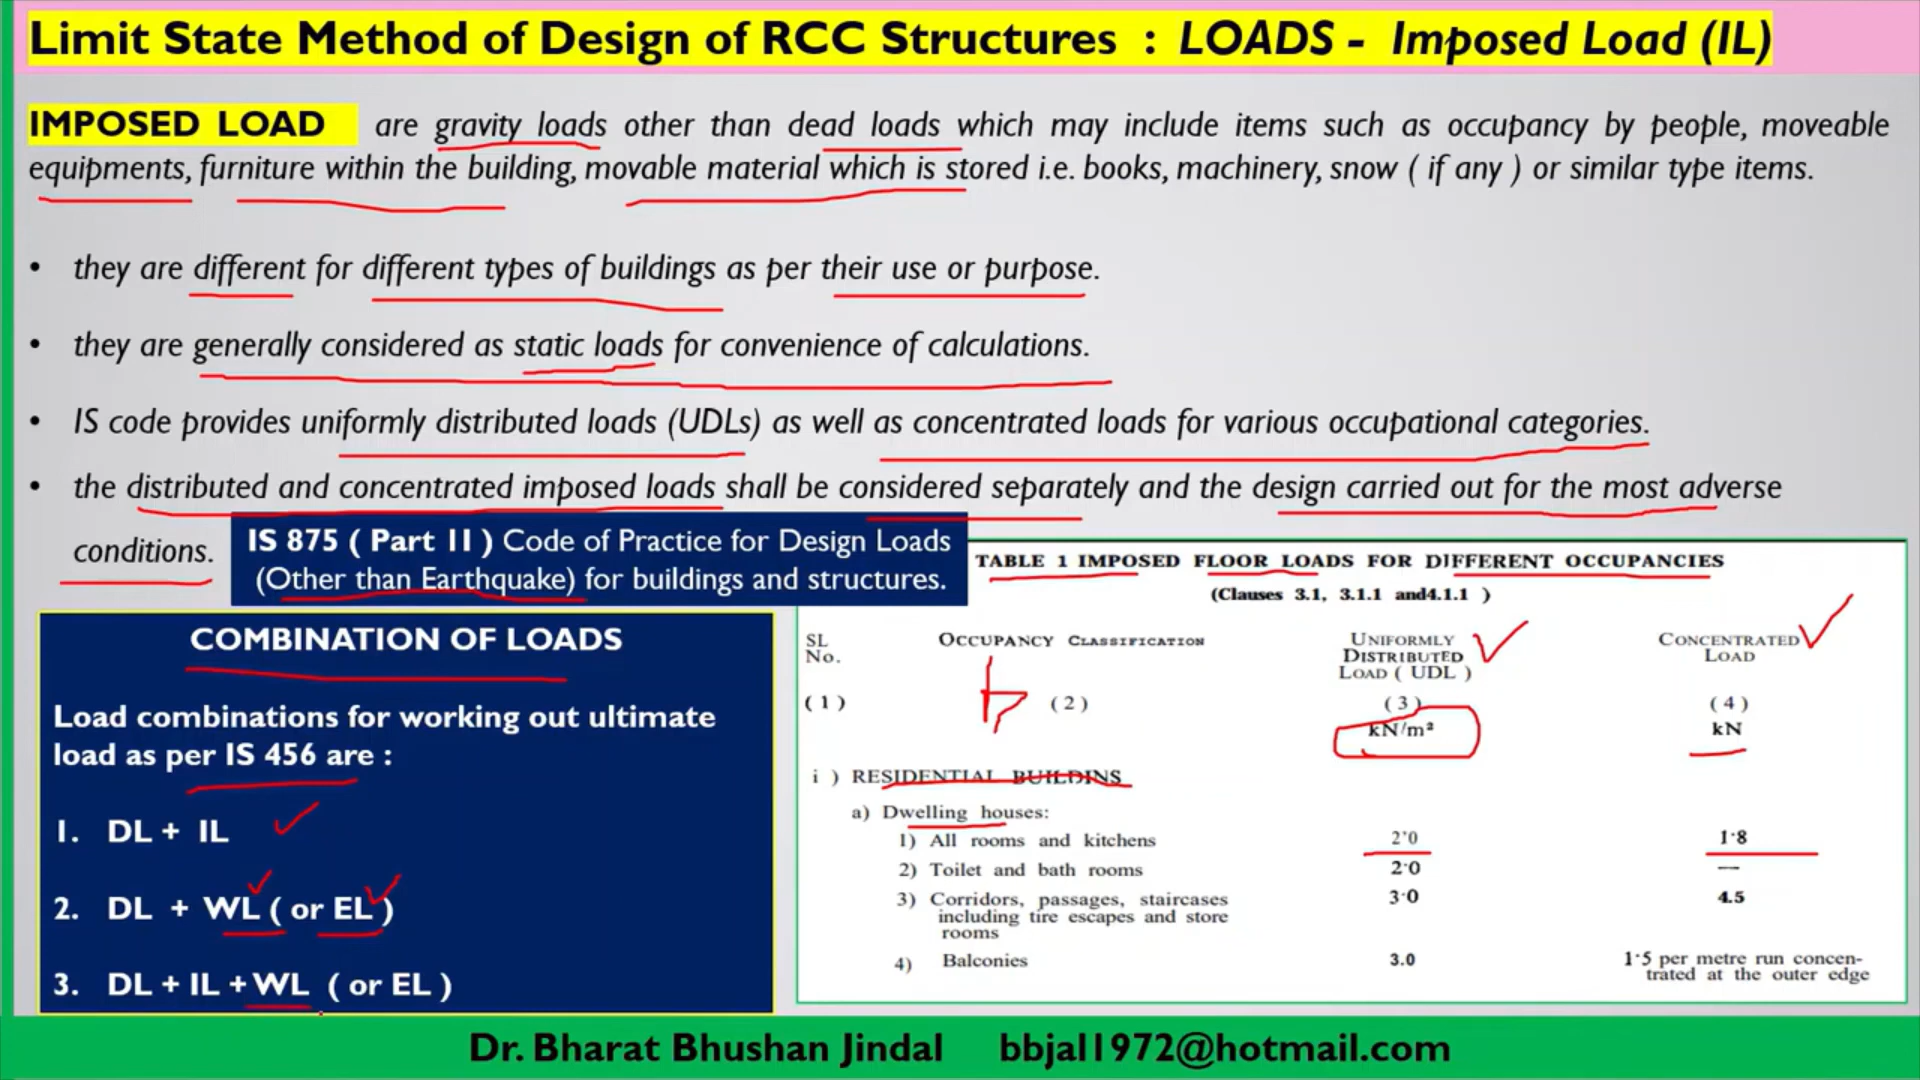 Limit State Method of Design of RCC Structures : LOADS - Imposed Load (IL)
IMPOSED LOAD are gravity loads other than dead loads which may include items such as occupancy by people, moveable
equipments, furniture within the building, movable material which is stored i.e. books, machinery, snow ( if any ) or similar type items.
• they are different for different types of buildings as per their use or purpose.
• they are generally considered as static loads for convenience of calculations.
• IS code provides uniformly distributed loads (UDLs) as well as concentrated loads for various occupational categories.
• the distributed and concentrated imposed loads shall be considered separately and the design carried out for the most adverse
conditions.
IS 875 ( Part II ) Code of Practice for Design Loads
(Other than Earthquake) for buildings and structures.
COMBINATION OF LOADS
Load combinations for working out ultimate
load as per IS 456 are :
1. DL + IL
2. DL + WL ( or EL )
3. DL + IL + WL ( or EL )
TABLE 1 IMPOSED FLOOR LOADS FOR DIFFERENT OCCUPANCIES
(Clauses 3.1, 3.1.1 and4.1.1 )
SL No. OCCUPANCY CLASSIFICATION UNIFORMLY DISTRIBUTED LOAD ( UDL ) CONCENTRATED LOAD
( 1 ) ( 2 ) ( 3 ) ( 4 )
kN/m² kN
i ) RESIDENTIAL BUILDINS
a) Dwelling houses:
1) All rooms and kitchens 2·0 1·8
2) Toilet and bath rooms 2·0 —
3) Corridors, passages, staircases 3·0 4.5
including tire escapes and store
rooms
4) Balconies 3.0 1·5 per metre run concen-
trated at the outer edge
Dr. Bharat Bhushan Jindal bbjal1972@hotmail.com